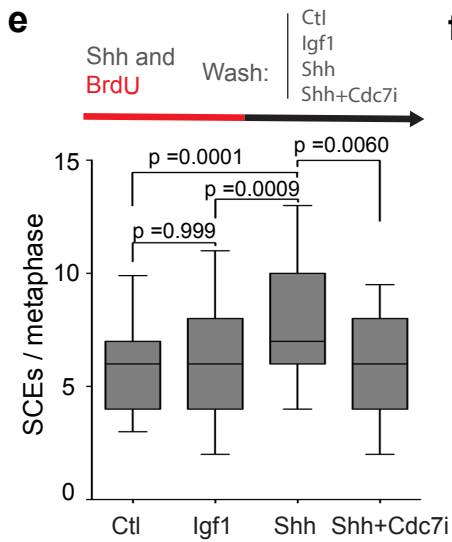 e
f
Shh and
BrdU
Wash:
Ctl
Igf1
Shh
Shh+Cdc7i
15
p =0.0001
p =0.0060
p =0.0009
p =0.999
10
5
0
SCEs / metaphase
Ctl
Igf1
Shh
Shh+Cdc7i